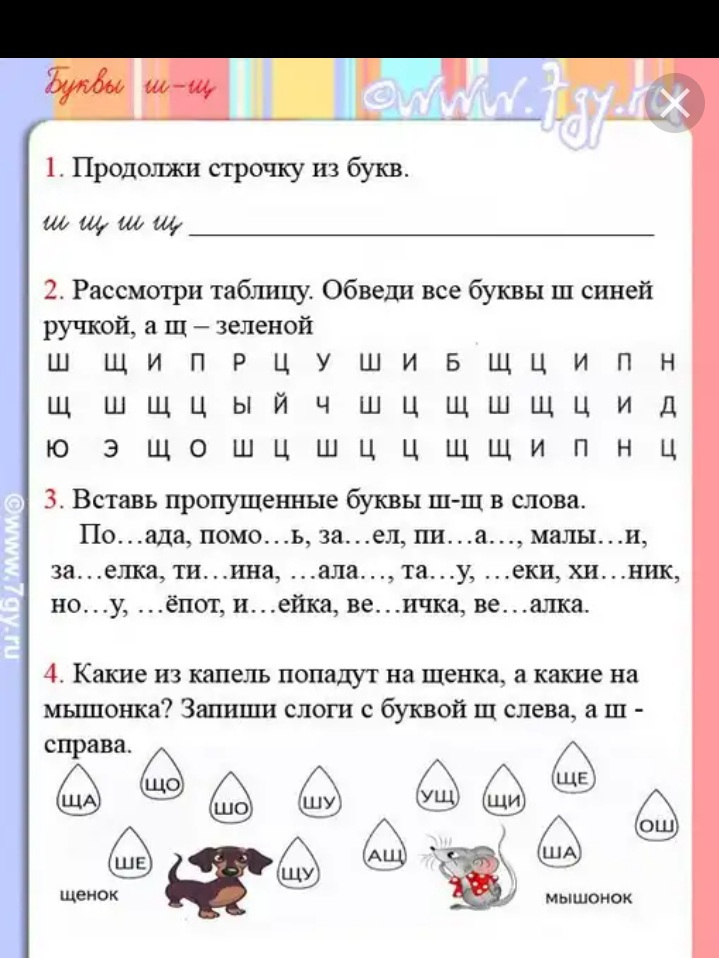 Буквы ш-щ
©www.7gy.ru
1. Продолжи строчку из букв.
ш щ ш щ
2. Рассмотри таблицу. Обведи все буквы ш синей
ручкой, а щ – зеленой
Ш Щ И П Р Ц У Ш И Б Щ Ц И П Н
Щ Ш Щ Ц Ы Й Ч Ш Ц Щ Ш Щ Ц И Д
Ю Э Щ О Ш Ц Ш Ц Ц Щ Щ И П Н Ц
3. Вставь пропущенные буквы ш-щ в слова.
По…ада, помо…ь, за…ел, пи…а…, малы…и,
за…елка, ти…ина, …ала…, та…у, …еки, хи…ник,
но…у, …ёпот, и…ейка, ве…ичка, ве…алка.
©www.7gy.ru
4. Какие из капель попадут на щенка, а какие на
мышонка? Запиши слоги с буквой щ слева, а ш -
справа.
ЩА ЩО ШО ШУ УЩ ЩИ ЩЕ ОШ
ШЕ ЩУ АЩ ША
щенок мышонок